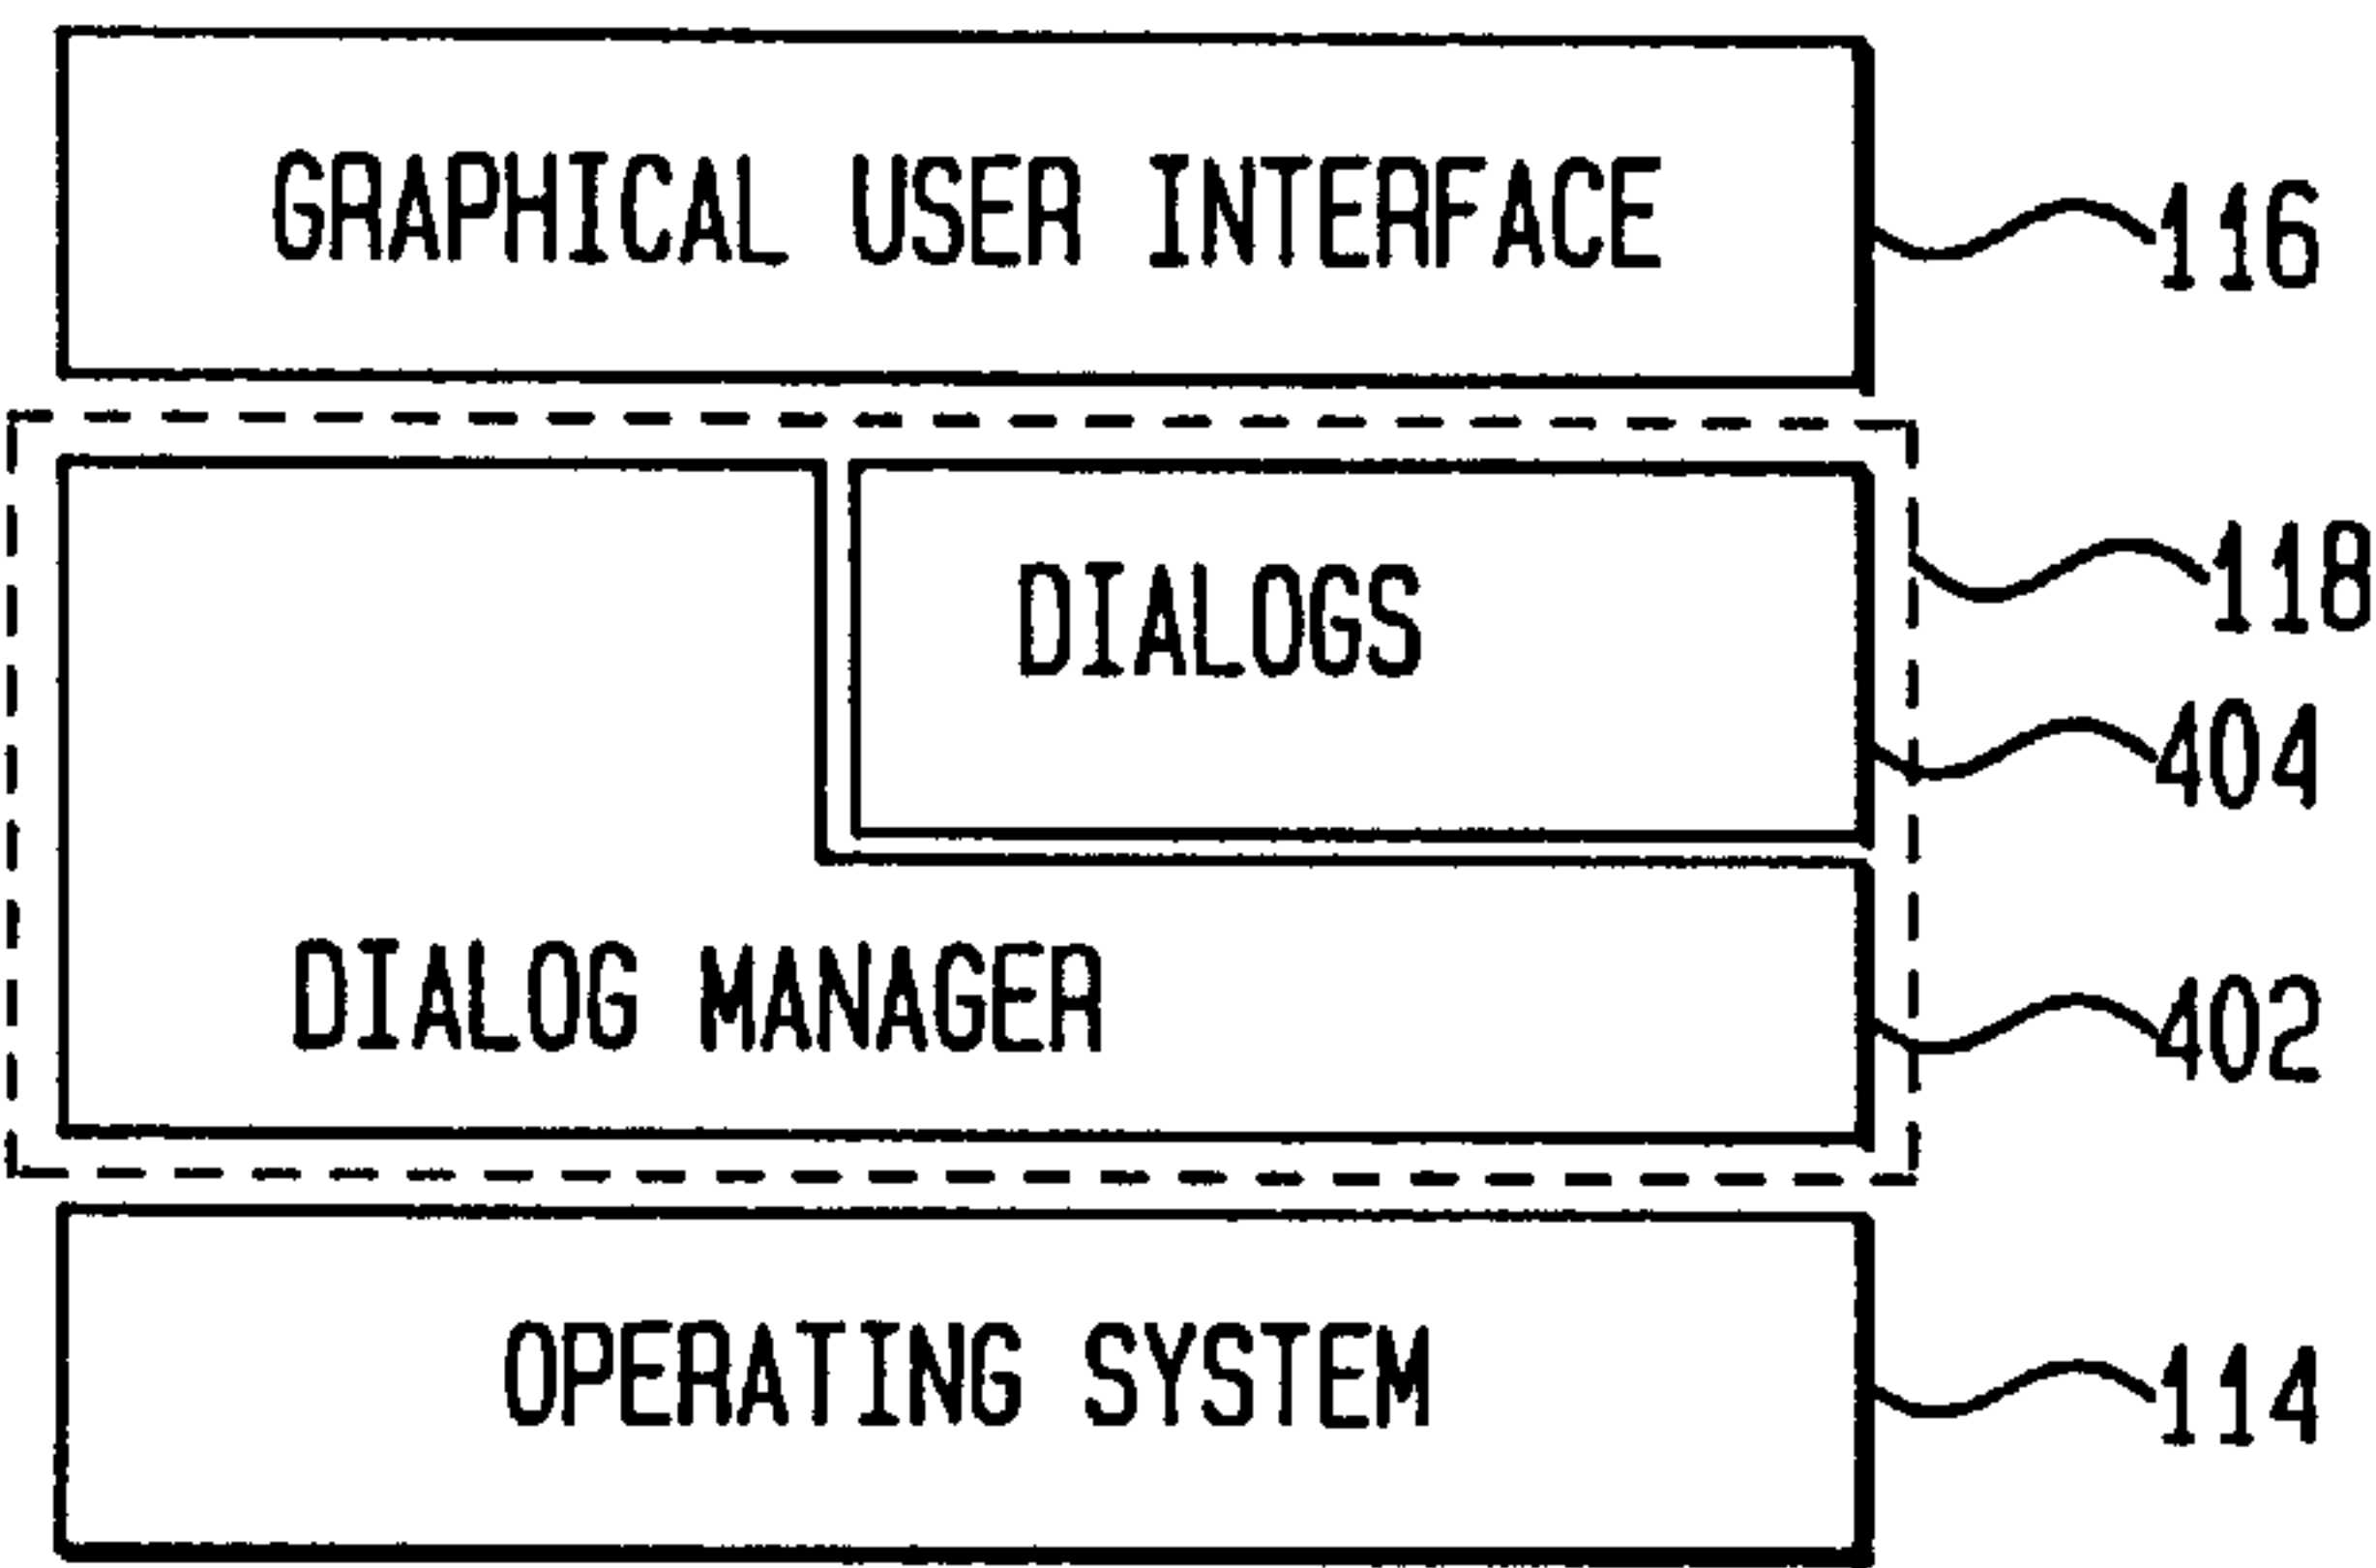 GRAPHICAL USER INTERFACE
116
DIALOGS
118
404
DIALOG MANAGER
402
OPERATING SYSTEM
114